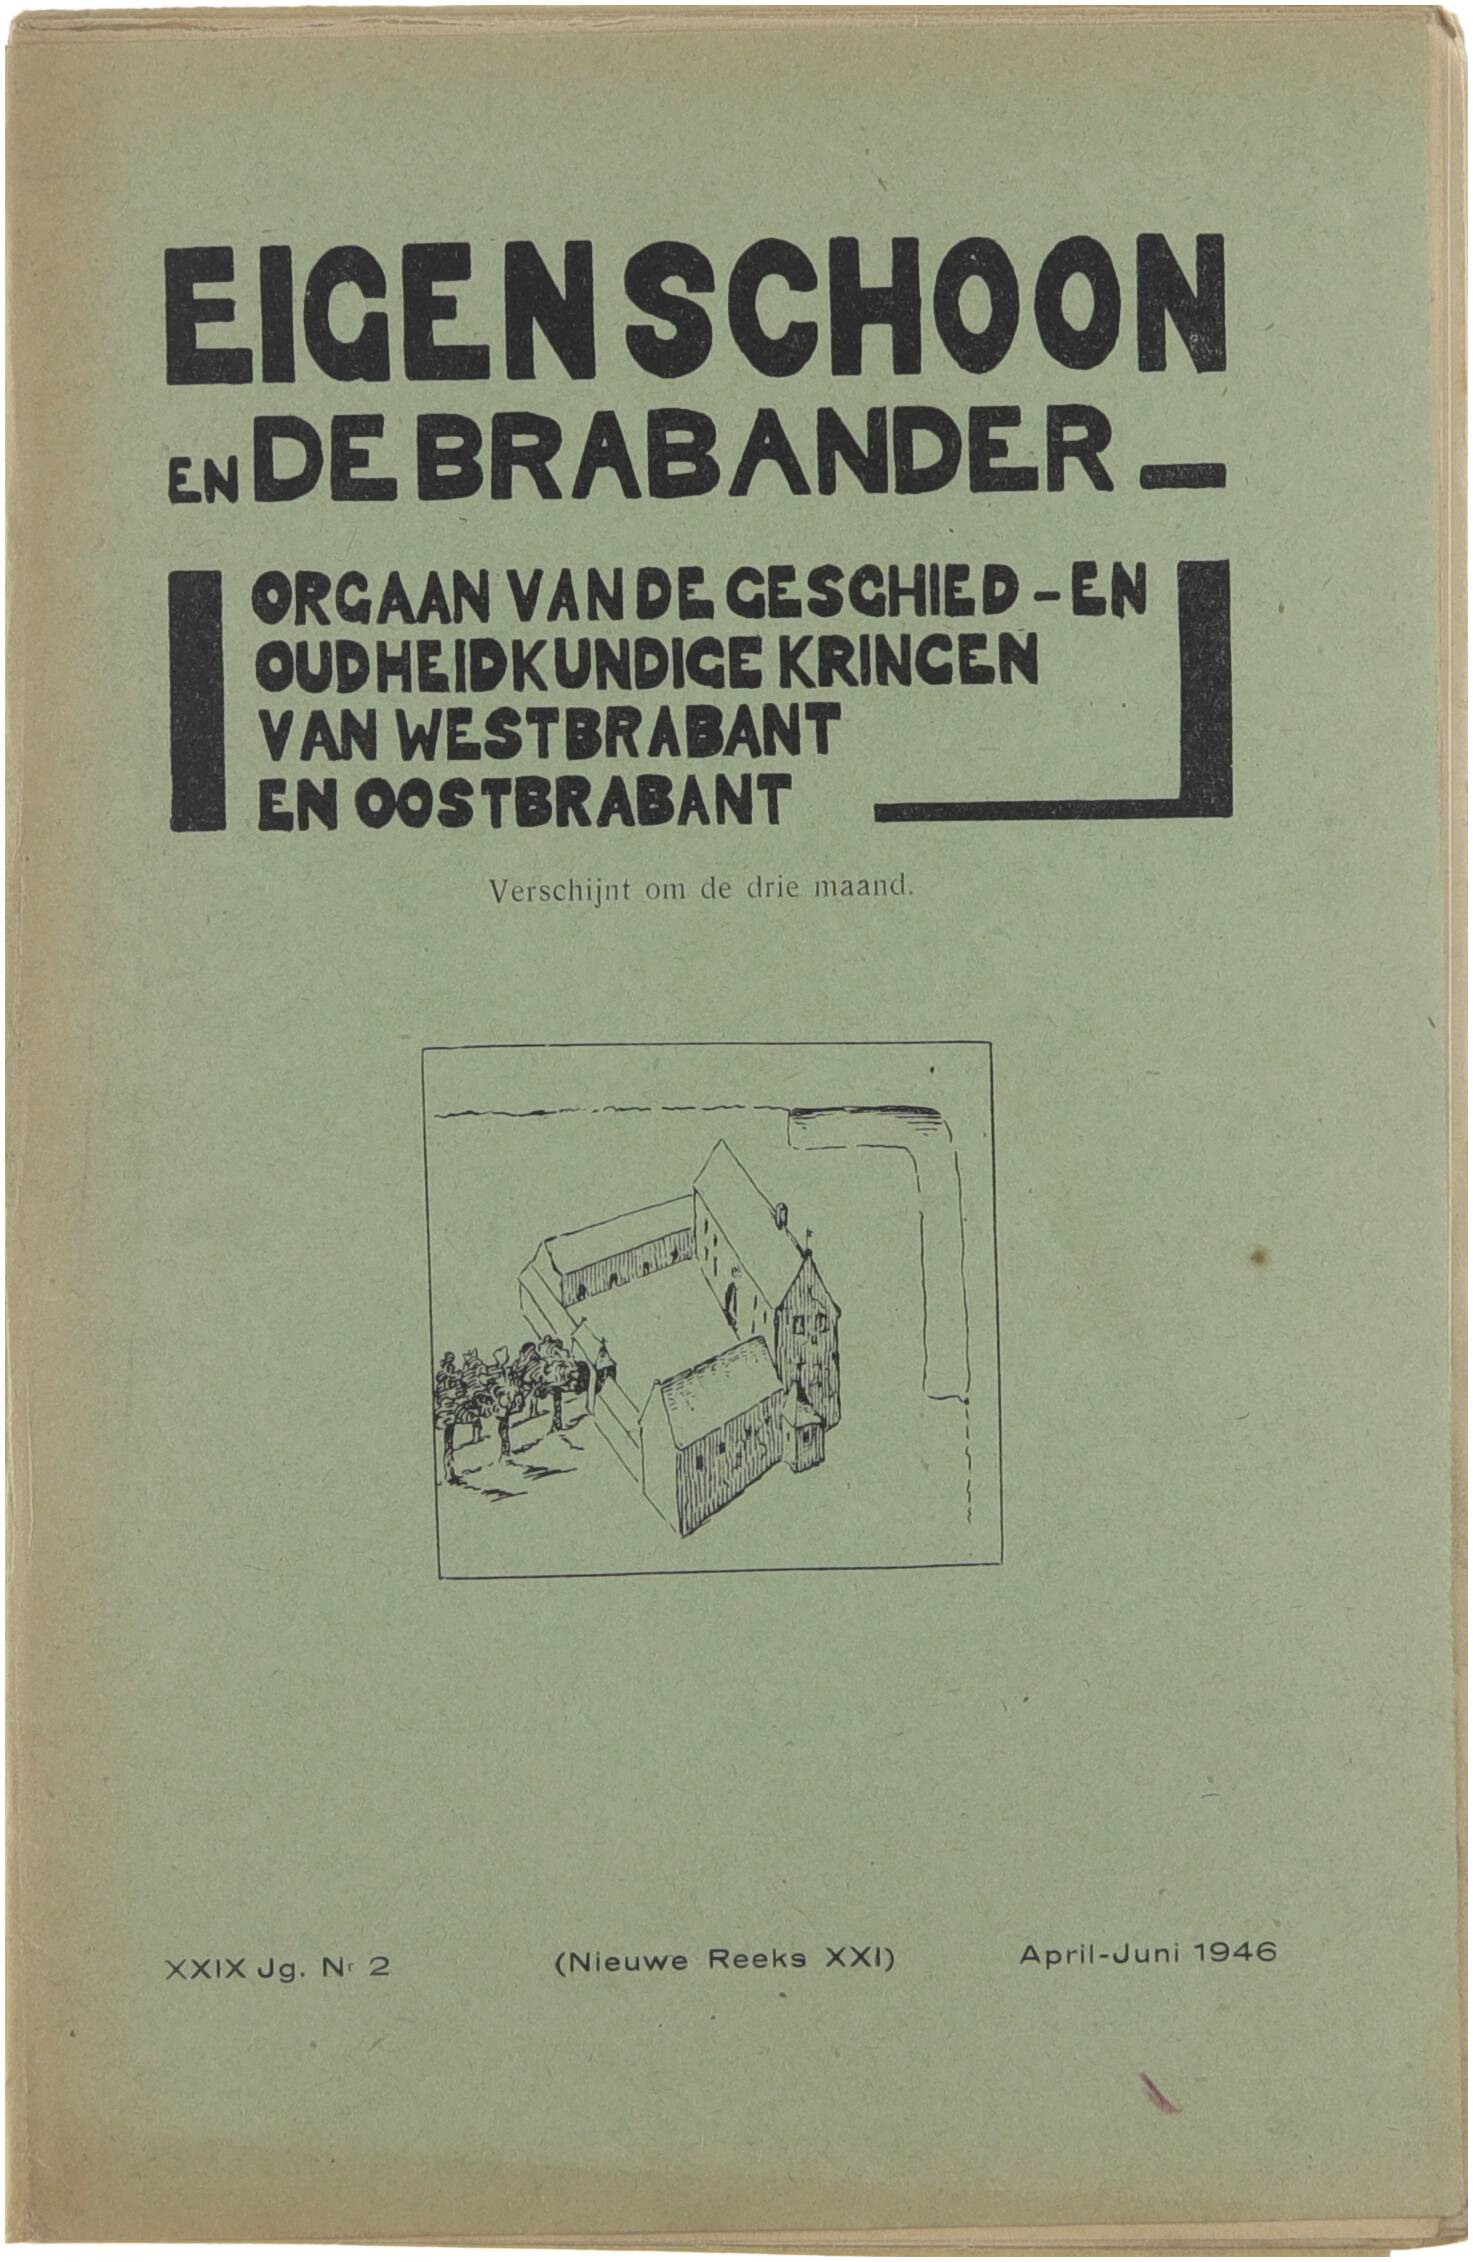 EIGEN SCHOON
EN DE BRABANDER
ORGAAN VAN DE GESCHIED - EN
OUDHEIDKUNDIGE KRINGEN
VAN WESTBRABANT
EN OOSTBRABANT
Verschijnt om de drie maand.
XXIX Jg. Nr 2 (Nieuwe Reeks XXI) April-Juni 1946